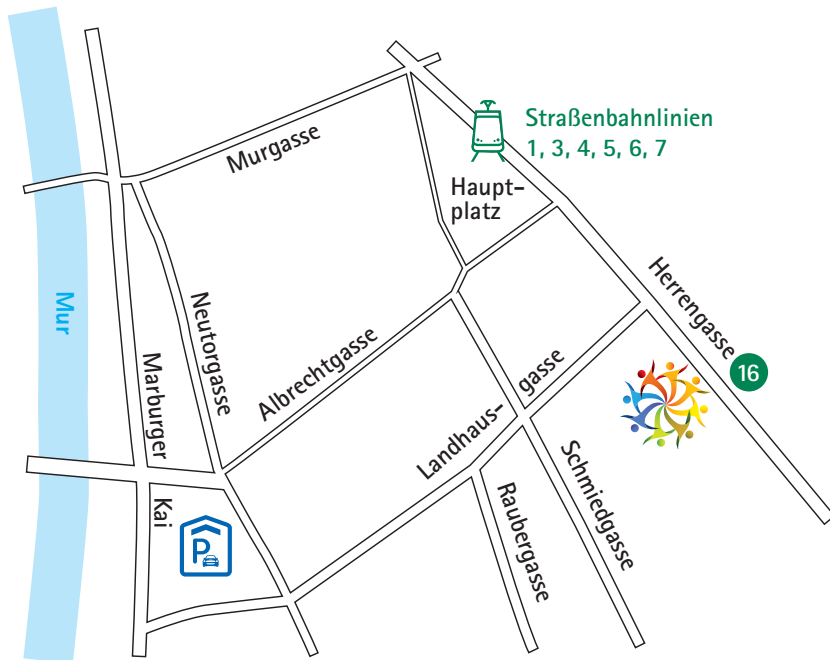 Straßenbahnlinien
1, 3, 4, 5, 6, 7
Murgasse
Haupt-
platz
Herrengasse
16
Mur
Neutorgasse
Marburger
Kai
Albrechtgasse
Landhaus-
gasse
Schmiedgasse
Raubergasse
P